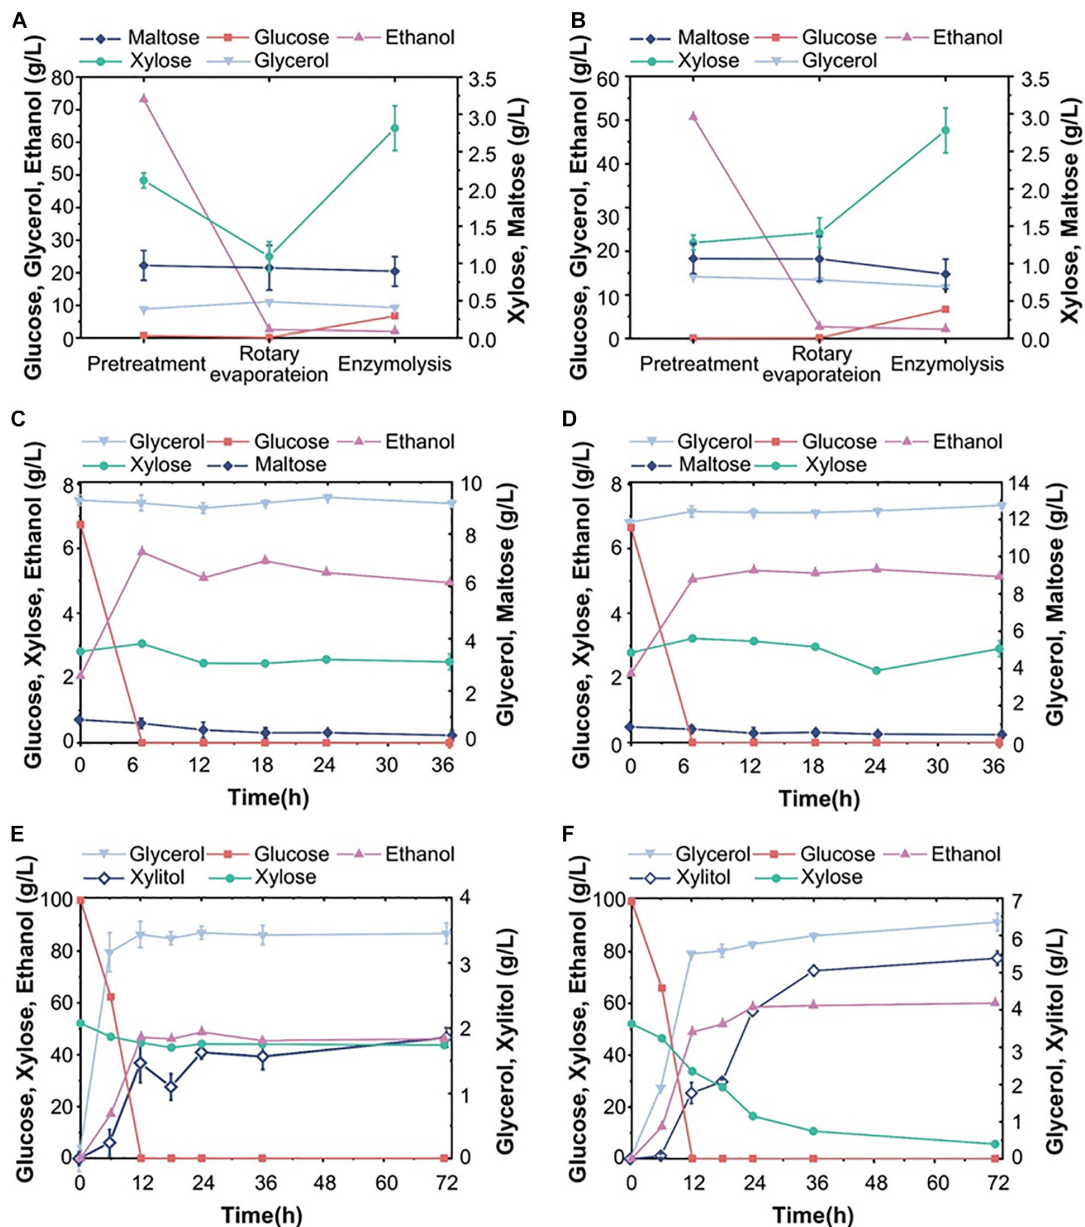 A
Maltose Glucose Ethanol
Xylose Glycerol
Glucose, Glycerol, Ethanol (g/L)
80
70
60
50
40
30
20
10
0
3.5
3.0
2.5
2.0
1.5
1.0
0.5
0.0
Xylose, Maltose (g/L)
Pretreatment Rotary evaporateion Enzymolysis
B
Maltose Glucose Ethanol
Xylose Glycerol
Glucose, Glycerol, Ethanol (g/L)
60
50
40
30
20
10
0
3.5
3.0
2.5
2.0
1.5
1.0
0.5
0.0
Xylose, Maltose (g/L)
Pretreatment Rotary evaporateion Enzymolysis
C
Glycerol Glucose Ethanol
Xylose Maltose
Glucose, Xylose, Ethanol (g/L)
8
6
4
2
0
10
8
6
4
2
0
Glycerol, Maltose (g/L)
0 6 12 18 24 30 36
Time(h)
D
Glycerol Glucose Ethanol
Maltose Xylose
Glucose, Xylose, Ethanol (g/L)
8
6
4
2
0
14
12
10
8
6
4
2
0
Glycerol, Maltose (g/L)
0 6 12 18 24 30 36
Time(h)
E
Glycerol Glucose Ethanol
Xylitol Xylose
Glucose, Xylose, Ethanol (g/L)
100
80
60
40
20
0
4
3
2
1
0
Glycerol, Xylitol (g/L)
0 12 24 36 48 60 72
Time(h)
F
Glycerol Glucose Ethanol
Xylitol Xylose
Glucose, Xylose, Ethanol (g/L)
100
80
60
40
20
0
7
6
5
4
3
2
1
0
Glycerol, Xylitol (g/L)
0 12 24 36 48 60 72
Time(h)